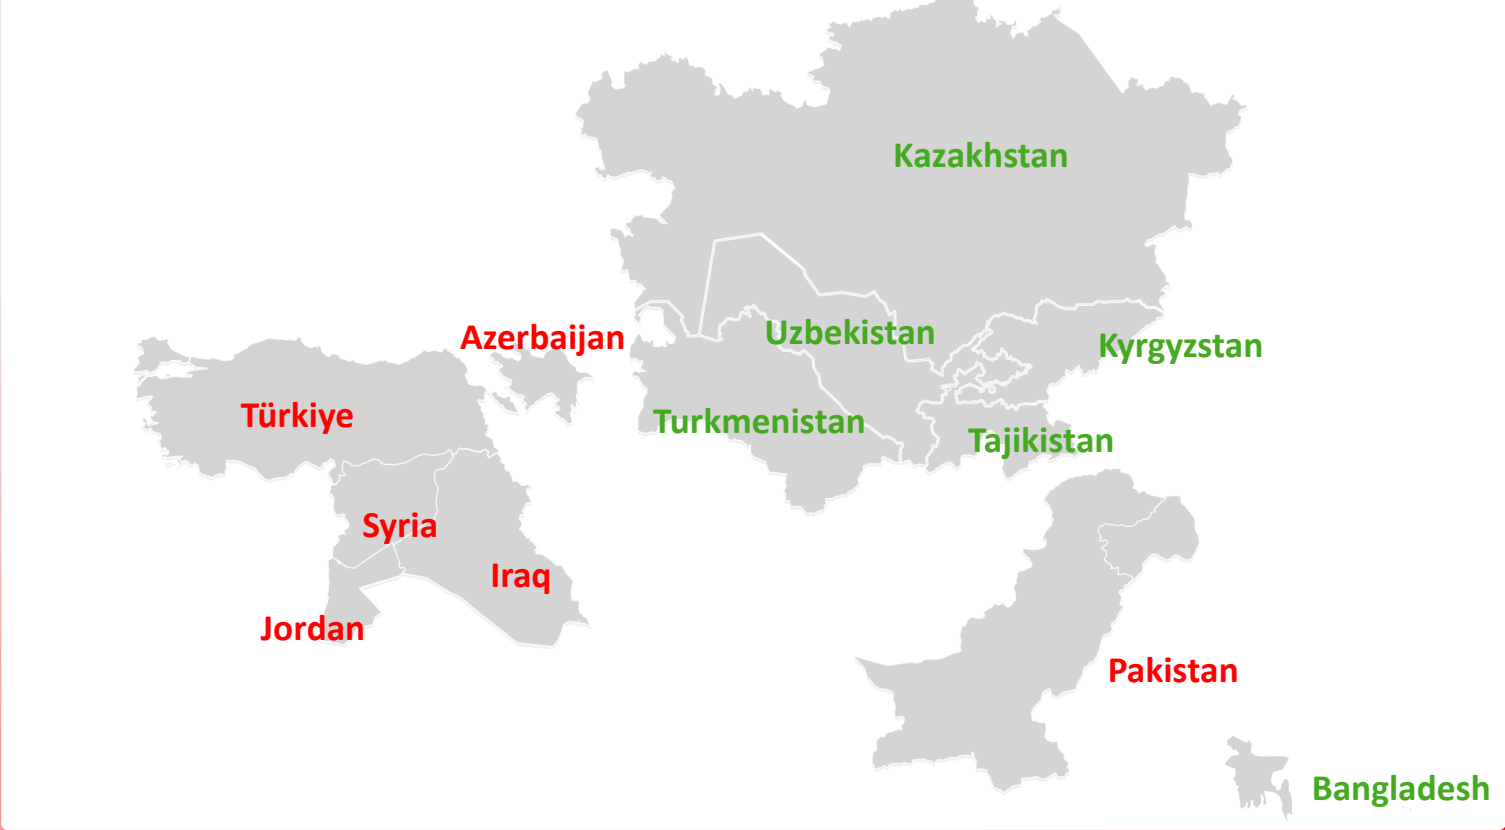 Kazakhstan
Uzbekistan
Azerbaijan
Kyrgyzstan
Türkiye
Turkmenistan
Tajikistan
Syria
Iraq
Jordan
Pakistan
Bangladesh